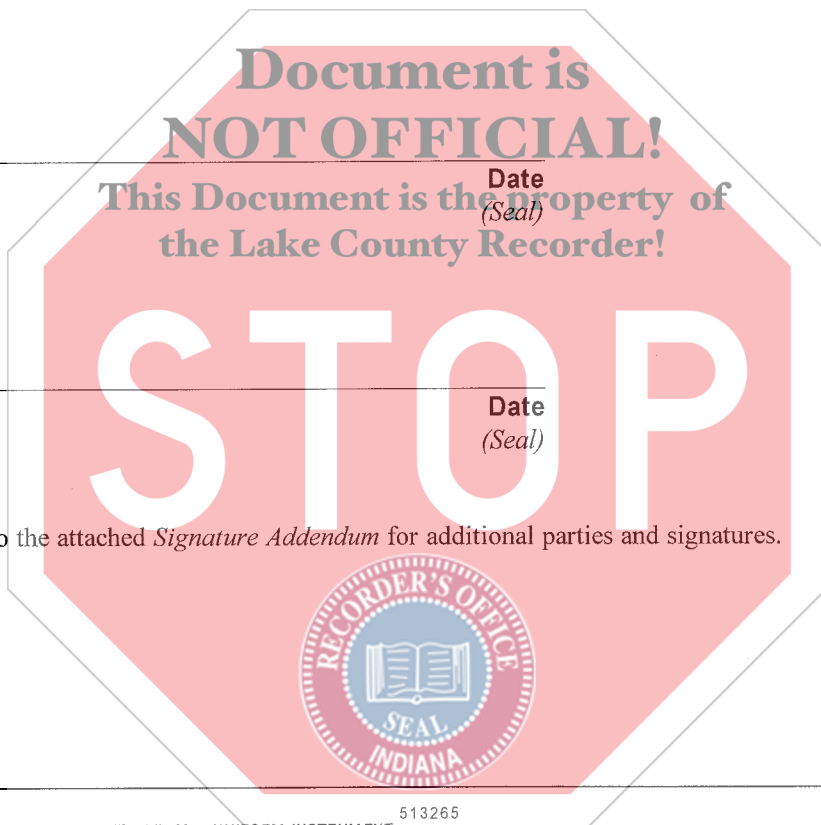 Document is
NOT OFFICIAL!
Date
This Document is the property of
(Seal)
the Lake County Recorder!
STOP
Date
(Seal)
the attached Signature Addendum for additional parties and signatures.
RECORDER'S OFFICE
SEAL
INDIANA
513265